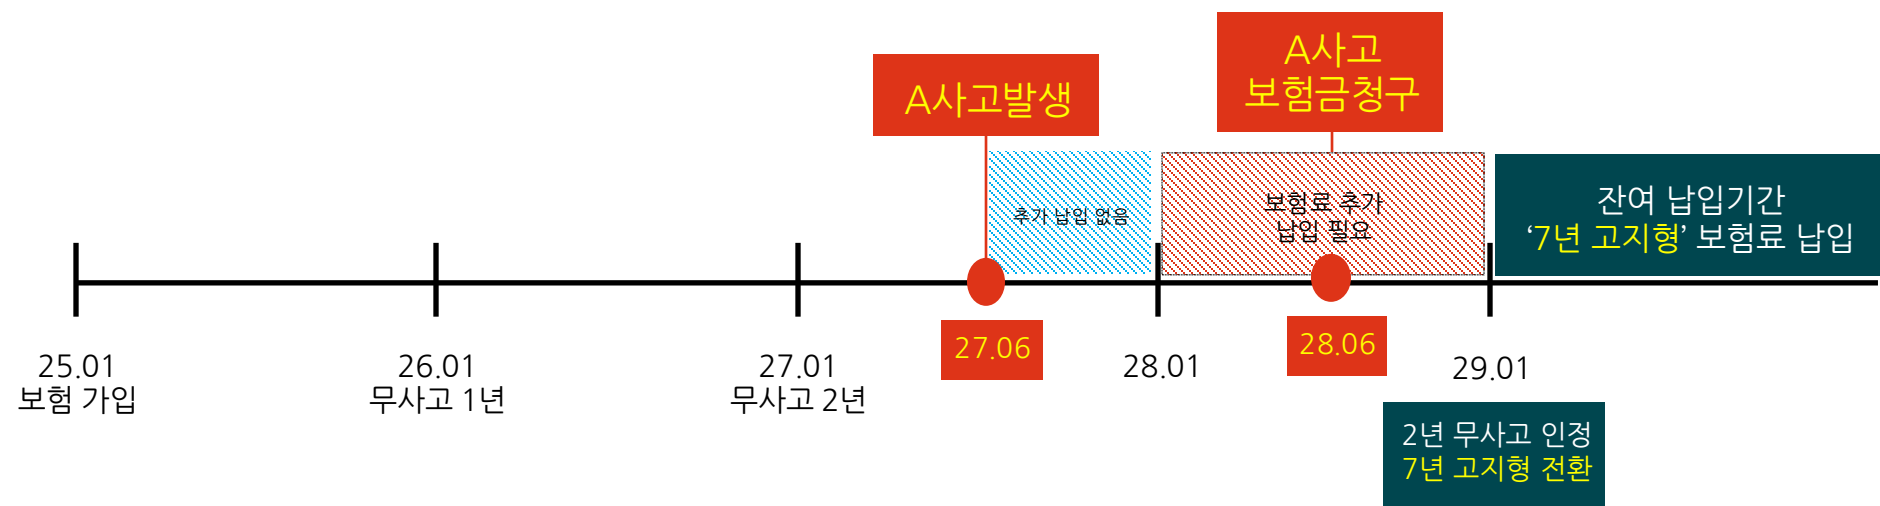 A사고발생
A사고
보험금청구
추가 납입 없음
보험료 추가
납입 필요
잔여 납입기간
‘7년 고지형’ 보험료 납입
25.01
보험 가입
26.01
무사고 1년
27.01
무사고 2년
27.06
28.01
28.06
29.01
2년 무사고 인정
7년 고지형 전환